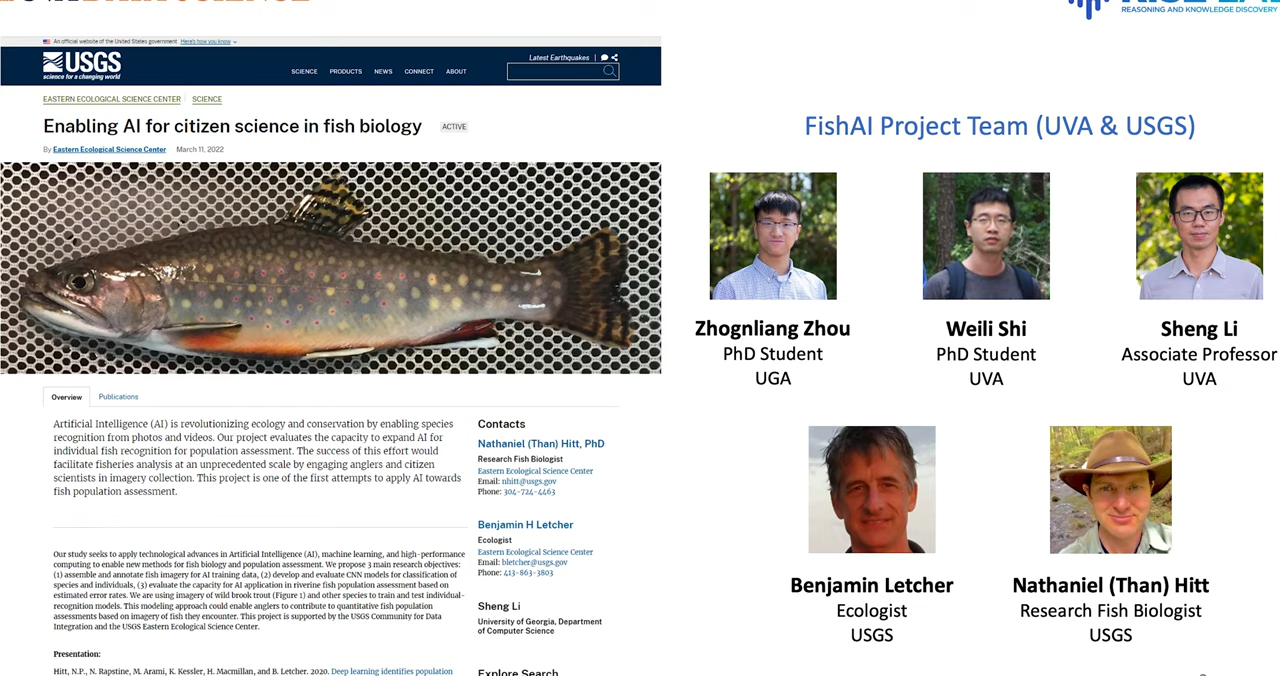 DATA SCIENCE
REASONING AND KNOWLEDGE DISCOVERY
An official website of the United States government Here's how you know
USGS
science for a changing world
Latest Earthquakes |
SCIENCE PRODUCTS NEWS CONNECT ABOUT
EASTERN ECOLOGICAL SCIENCE CENTER | SCIENCE
Enabling AI for citizen science in fish biology ACTIVE
By Eastern Ecological Science Center March 11, 2022
Overview Publications
Artificial Intelligence (AI) is revolutionizing ecology and conservation by enabling species
recognition from photos and videos. Our project evaluates the capacity to expand AI for
individual fish recognition for population assessment. The success of this effort would
facilitate fisheries analysis at an unprecedented scale by engaging anglers and citizen
scientists in imagery collection. This project is one of the first attempts to apply AI towards
fish population assessment.
Our study seeks to apply technological advances in Artificial Intelligence (AI), machine learning, and high-performance
computing to enable new methods for fish biology and population assessment. We propose 3 main research objectives:
(1) assemble and annotate fish imagery for AI training data, (2) develop and evaluate CNN models for classification of
species and individuals, (3) evaluate the capacity for AI application in riverine fish population assessment based on
estimated error rates. We are using imagery of wild brook trout (Figure 1) and other species to train and test individual-
recognition models. This modeling approach could enable anglers to contribute to quantitative fish population
assessments based on imagery of fish they encounter. This project is supported by the USGS Community for Data
Integration and the USGS Eastern Ecological Science Center.
Presentation:
Hitt, N.P., N. Rapstine, M. Arami, K. Kessler, H. Macmillan, and B. Letcher. 2020. Deep learning identifies population
Contacts
Nathaniel (Than) Hitt, PhD
Research Fish Biologist
Eastern Ecological Science Center
Email: nhitt@usgs.gov
Phone: 304-724-4463
Benjamin H Letcher
Ecologist
Eastern Ecological Science Center
Email: bletcher@usgs.gov
Phone: 413-863-3803
Sheng Li
University of Georgia, Department
of Computer Science
Explore Search
FishAI Project Team (UVA & USGS)
Zhognliang Zhou
PhD Student
UGA
Weili Shi
PhD Student
UVA
Sheng Li
Associate Professor
UVA
Benjamin Letcher
Ecologist
USGS
Nathaniel (Than) Hitt
Research Fish Biologist
USGS